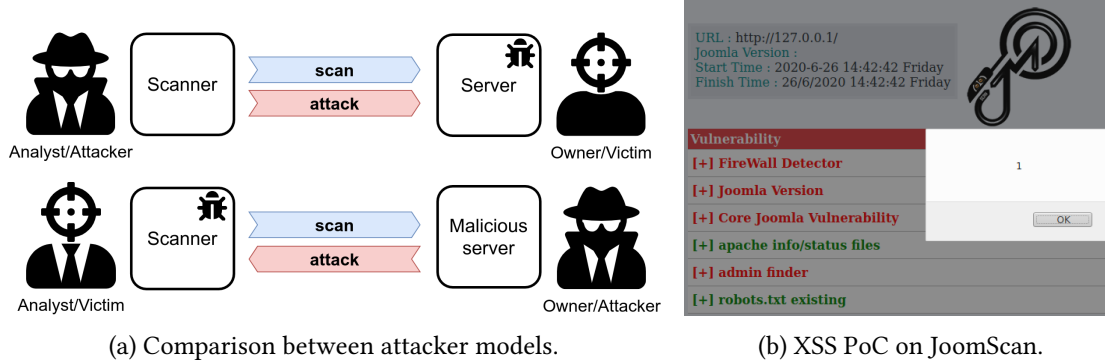 Scanner
scan
attack
Server
Analyst/Attacker
Owner/Victim
Scanner
scan
attack
Malicious
server
Analyst/Victim
Owner/Attacker
(a) Comparison between attacker models.
URL : http://127.0.0.1/
Joomla Version :
Start Time : 2020-6-26 14:42:42 Friday
Finish Time : 26/6/2020 14:42:42 Friday
Vulnerability
[+] FireWall Detector
[+] Joomla Version
[+] Core Joomla Vulnerability
[+] apache info/status files
[+] admin finder
[+] robots.txt existing
1
OK
(b) XSS PoC on JoomScan.